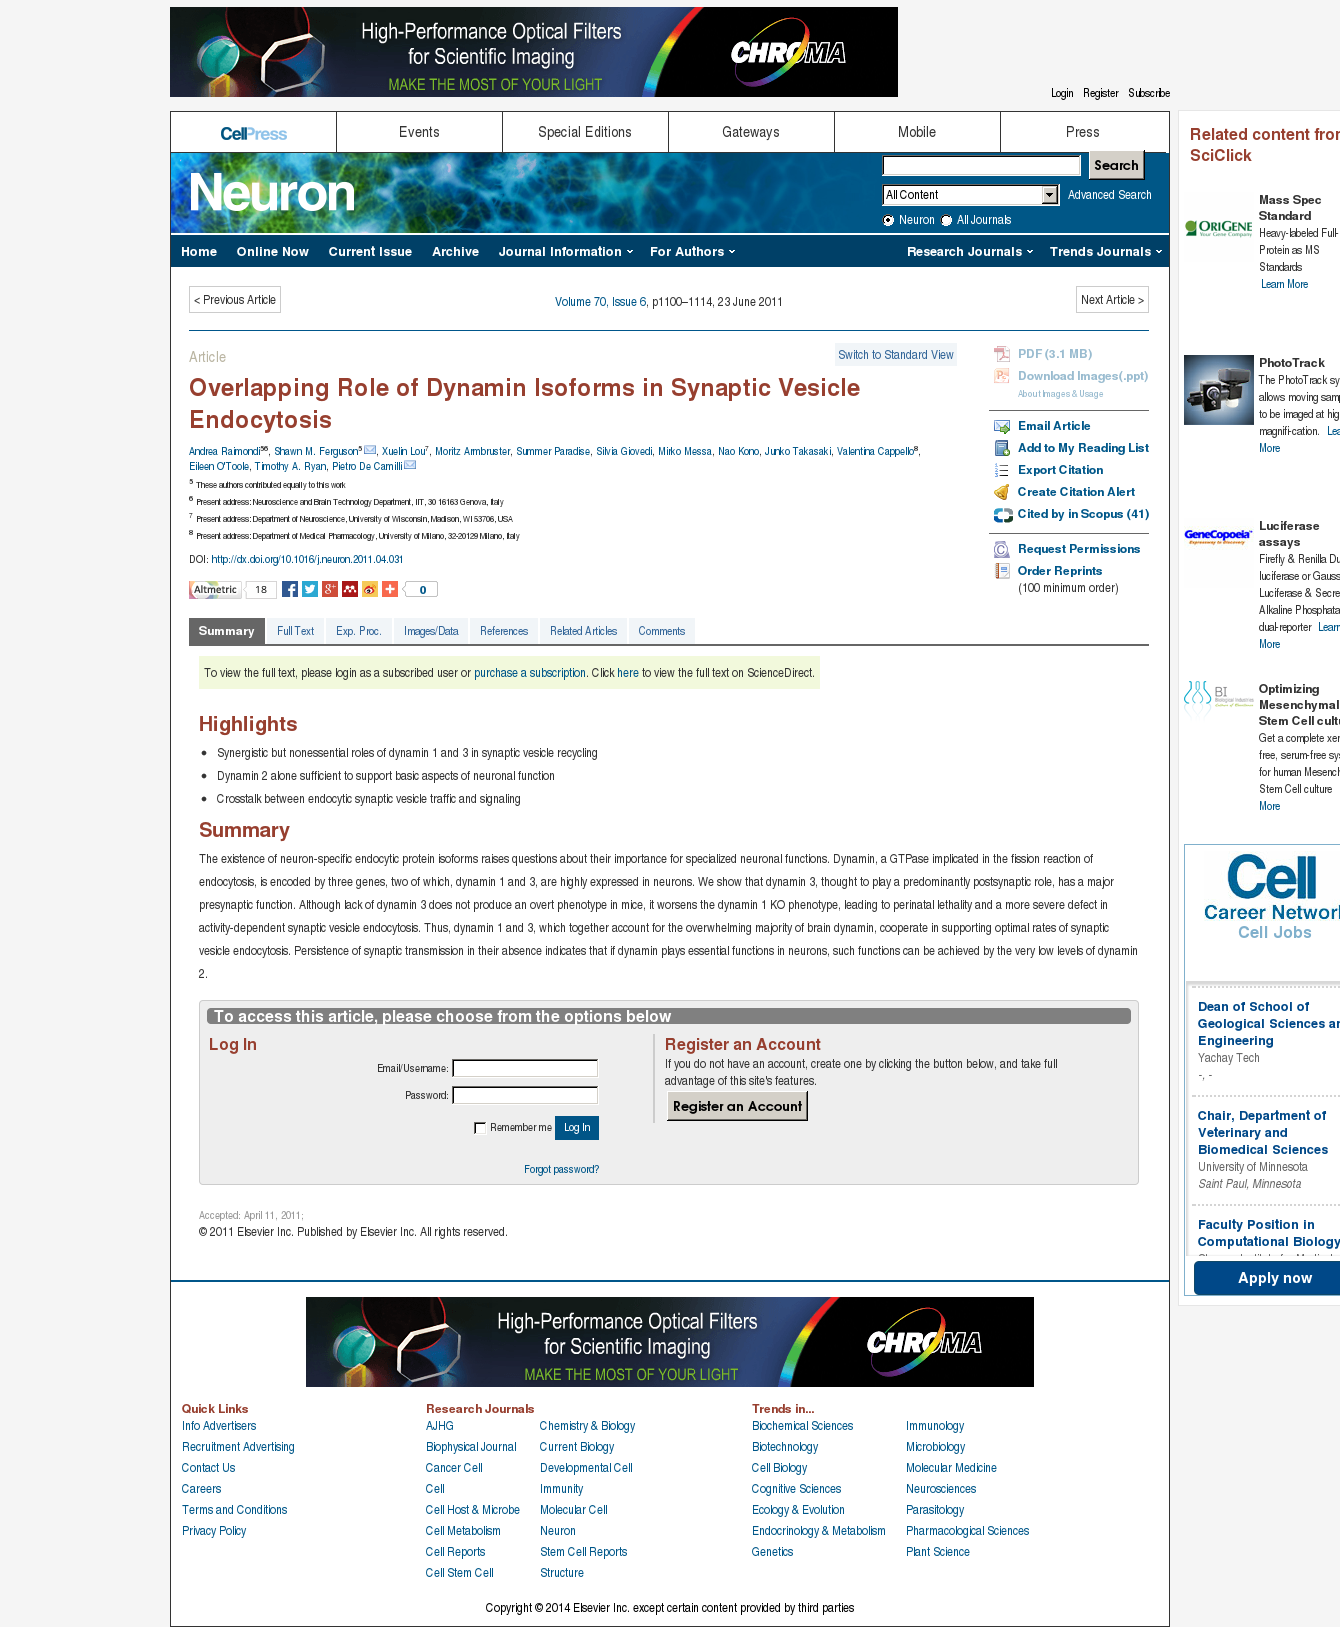 High-Performance Optical Filters
for Scientific Imaging
MAKE THE MOST OF YOUR LIGHT
CHROMA
Login Register Subscribe
CellPress Events Special Editions Gateways Mobile Press
Neuron
Search
All Content Advanced Search
Neuron All Journals
Home Online Now Current Issue Archive Journal Information For Authors Research Journals Trends Journals
< Previous Article Volume 70, Issue 6, p1100–1114, 23 June 2011 Next Article >
Article Switch to Standard View
Overlapping Role of Dynamin Isoforms in Synaptic Vesicle
Endocytosis
Andrea Raimondi5 6, Shawn M. Ferguson5, Xuelin Lou7, Moritz Armbruster, Summer Paradise, Silvia Giovedi, Mirko Messa, Nao Kono, Junko Takasaki, Valentina Cappello8,
Eileen O'Toole, Timothy A. Ryan, Pietro De Camilli
5 These authors contributed equally to this work
6 Present address: Neuroscience and Brain Technology Department, IIT, 30 16163 Genova, Italy
7 Present address: Department of Neuroscience, University of Wisconsin, Madison, WI 53706, USA
8 Present address: Department of Medical Pharmacology, University of Milano, 32-20129 Milano, Italy
DOI: http://dx.doi.org/10.1016/j.neuron.2011.04.031
Altmetric 18 0
PDF (3.1 MB)
Download Images(.ppt)
About Images & Usage
Email Article
Add to My Reading List
Export Citation
Create Citation Alert
Cited by in Scopus (41)
Request Permissions
Order Reprints
(100 minimum order)
Summary Full Text Exp. Proc. Images/Data References Related Articles Comments
To view the full text, please login as a subscribed user or purchase a subscription. Click here to view the full text on ScienceDirect.
Highlights
• Synergistic but nonessential roles of dynamin 1 and 3 in synaptic vesicle recycling
• Dynamin 2 alone sufficient to support basic aspects of neuronal function
• Crosstalk between endocytic synaptic vesicle traffic and signaling
Summary
The existence of neuron-specific endocytic protein isoforms raises questions about their importance for specialized neuronal functions. Dynamin, a GTPase implicated in the fission reaction of
endocytosis, is encoded by three genes, two of which, dynamin 1 and 3, are highly expressed in neurons. We show that dynamin 3, thought to play a predominantly postsynaptic role, has a major
presynaptic function. Although lack of dynamin 3 does not produce an overt phenotype in mice, it worsens the dynamin 1 KO phenotype, leading to perinatal lethality and a more severe defect in
activity-dependent synaptic vesicle endocytosis. Thus, dynamin 1 and 3, which together account for the overwhelming majority of brain dynamin, cooperate in supporting optimal rates of synaptic
vesicle endocytosis. Persistence of synaptic transmission in their absence indicates that if dynamin plays essential functions in neurons, such functions can be achieved by the very low levels of dynamin
2.
To access this article, please choose from the options below
Log In
Email/Username:
Password:
Remember me Log In
Forgot password?
Register an Account
If you do not have an account, create one by clicking the button below, and take full
advantage of this site's features.
Register an Account
Accepted: April 11, 2011;
© 2011 Elsevier Inc. Published by Elsevier Inc. All rights reserved.
Related content from
SciClick
ORIGENE
Your Gene Company
Mass Spec
Standard
Heavy-labeled Full-
Protein as MS
Standards
Learn More
PhotoTrack
The PhotoTrack sy
allows moving samp
to be imaged at hig
magnifi-cation. Lea
More
GeneCopoeia
Expressway to Discovery
Luciferase
assays
Firefly & Renilla Du
luciferase or Gauss
Luciferase & Secre
Alkaline Phosphata
dual-reporter Learn
More
BI
Biological Industries
Optimizing
Mesenchymal
Stem Cell cultu
Get a complete xen
free, serum-free sys
for human Mesench
Stem Cell culture
More
Cell
Career Network
Cell Jobs
Dean of School of
Geological Sciences an
Engineering
Yachay Tech
-, -
Chair, Department of
Veterinary and
Biomedical Sciences
University of Minnesota
Saint Paul, Minnesota
Faculty Position in
Computational Biology
Apply now
High-Performance Optical Filters
for Scientific Imaging
MAKE THE MOST OF YOUR LIGHT
CHROMA
Quick Links
Info Advertisers
Recruitment Advertising
Contact Us
Careers
Terms and Conditions
Privacy Policy
Research Journals
AJHG Chemistry & Biology
Biophysical Journal Current Biology
Cancer Cell Developmental Cell
Cell Immunity
Cell Host & Microbe Molecular Cell
Cell Metabolism Neuron
Cell Reports Stem Cell Reports
Cell Stem Cell Structure
Trends in...
Biochemical Sciences Immunology
Biotechnology Microbiology
Cell Biology Molecular Medicine
Cognitive Sciences Neurosciences
Ecology & Evolution Parasitology
Endocrinology & Metabolism Pharmacological Sciences
Genetics Plant Science
Copyright © 2014 Elsevier Inc. except certain content provided by third parties